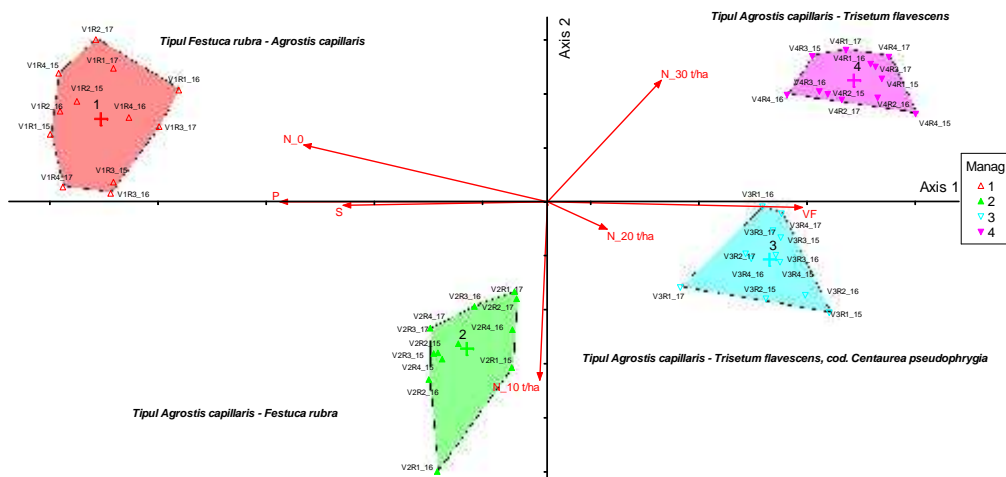 Tipul Festuca rubra - Agrostis capillaris
Tipul Agrostis capillaris - Trisetum flavescens
Axis 2
V1R2_17
V1R4_15
V1R1_17
V1R1_16
V1R2_15
1
V1R2_16
V1R4_16
V1R1_15
V1R3_17
V1R3_15
V1R4_17
V1R3_16
N_0
P
S
N_30 t/ha
N_20 t/ha
N_10 t/ha
VF
Axis 1
V4R3_15
V4R1_17
V4R4_17
V4R1_16
4
V4R3_17
V4R3_16
V4R1_15
V4R4_16
V4R2_15
V4R2_16
V4R2_17
V4R4_15
Manag
1
2
3
4
V3R1_16
V3R4_17
V3R3_17
V3R3_15
3
V3R2_17
V3R3_16
V3R4_16
V3R4_15
V3R1_17
V3R2_15
V3R2_16
V3R1_15
V2R1_17
V2R3_16
V2R2_17
V2R4_17
V2R3_17
V2R4_16
2
V2R2_15
V2R3_15
V2R1_15
V2R4_15
V2R2_16
V2R1_16
Tipul Agrostis capillaris - Trisetum flavescens, cod. Centaurea pseudophrygia
Tipul Agrostis capillaris - Festuca rubra